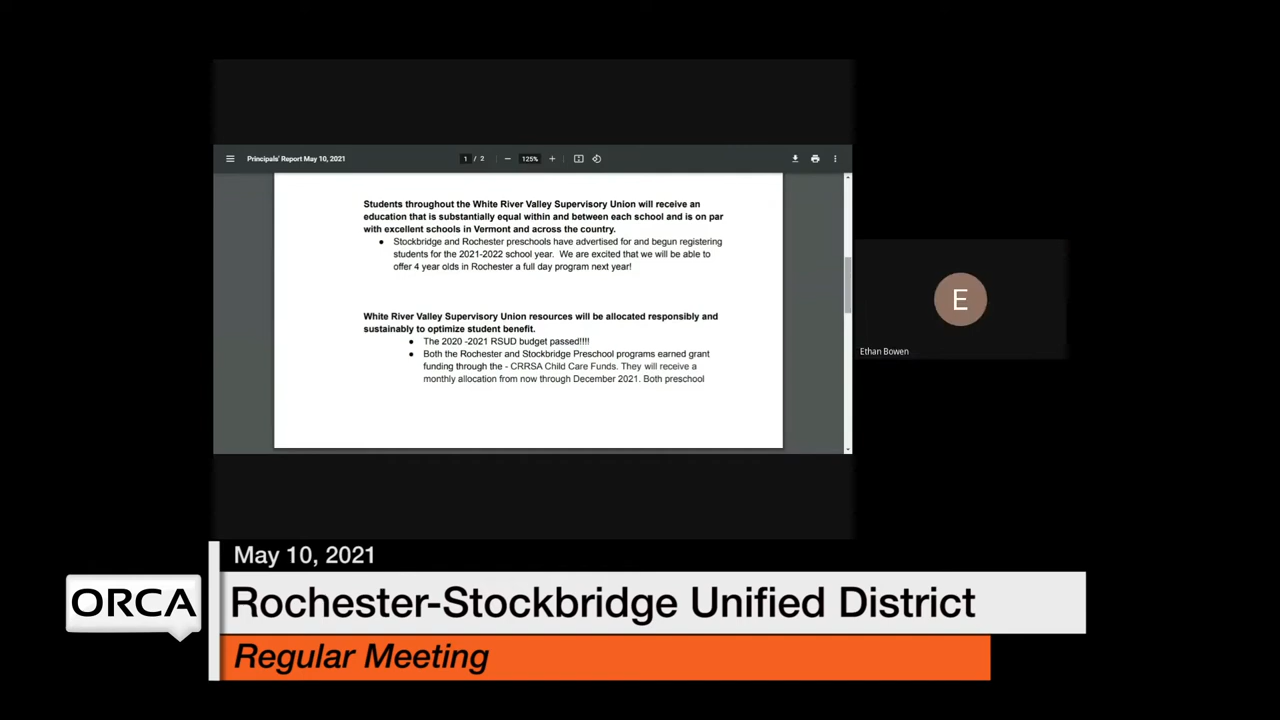 Principals' Report May 10, 2021
1 / 2
125%
Students throughout the White River Valley Supervisory Union will receive an
education that is substantially equal within and between each school and is on par
with excellent schools in Vermont and across the country.
● Stockbridge and Rochester preschools have advertised for and begun registering
students for the 2021-2022 school year.  We are excited that we will be able to
offer 4 year olds in Rochester a full day program next year!
White River Valley Supervisory Union resources will be allocated responsibly and
sustainably to optimize student benefit.
● The 2020 -2021 RSUD budget passed!!!!
● Both the Rochester and Stockbridge Preschool programs earned grant
funding through the - CRRSA Child Care Funds. They will receive a
monthly allocation from now through December 2021. Both preschool
E
Ethan Bowen
May 10, 2021
ORCA
Rochester-Stockbridge Unified District
Regular Meeting